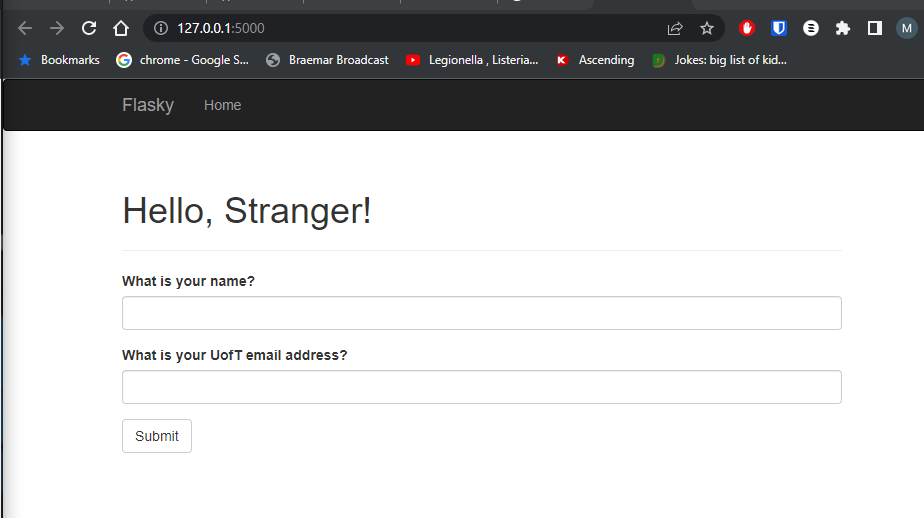 127.0.0.1:5000
M
Bookmarks chrome - Google S... Braemar Broadcast Legionella , Listeria... K Ascending Jokes: big list of kid...
Flasky Home
Hello, Stranger!
What is your name?
What is your UofT email address?
Submit